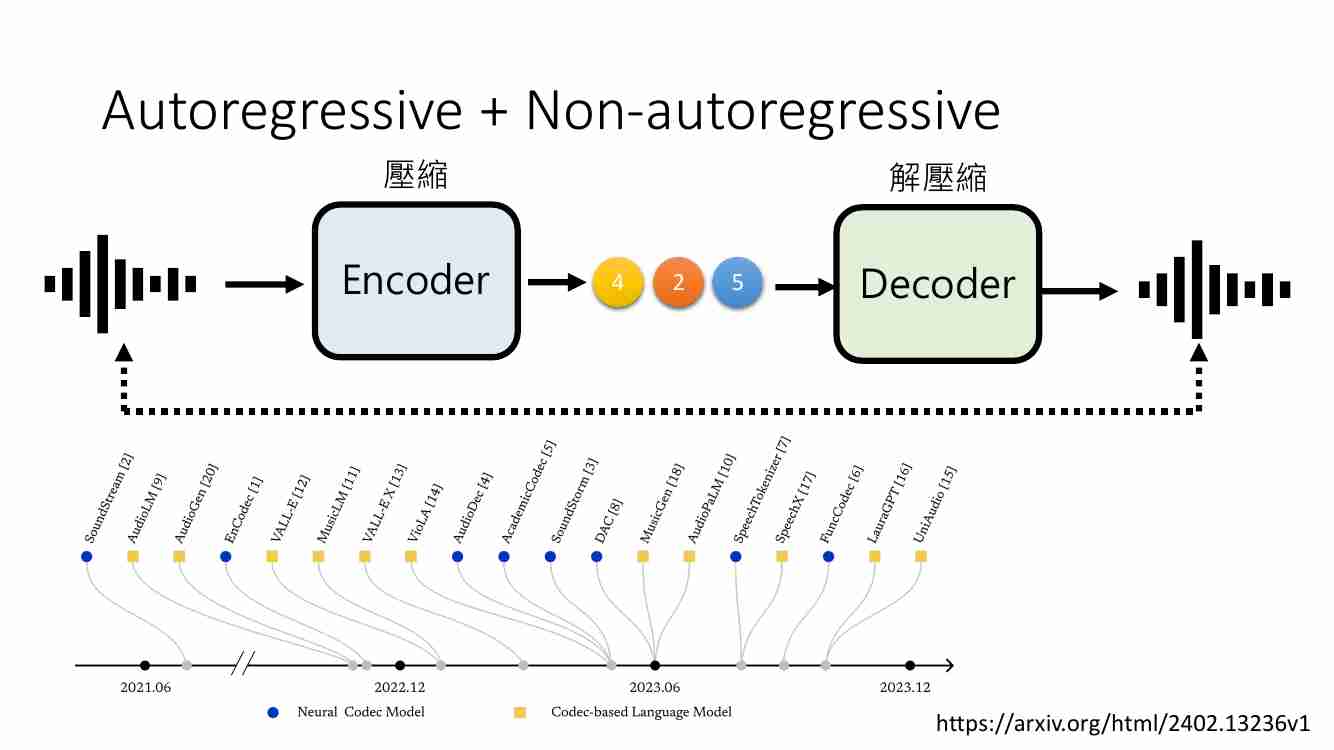 Autoregressive + Non-autoregressive
壓縮
解壓縮
Encoder
4 2 5
Decoder
SoundStream [2]
AudioLM [9]
AudioGen [20]
EnCodec [1]
VALL-E [12]
MusicLM [11]
VALL-E X [13]
VioLA [14]
AudioDec [4]
AcademicCodec [5]
SoundStorm [3]
DAC [8]
MusicGen [18]
AudioPaLM [10]
SpeechTokenizer [7]
SpeechX [17]
FuncCodec [6]
LauraGPT [16]
UniAudio [15]
2021.06
2022.12
2023.06
2023.12
Neural Codec Model
Codec-based Language Model
https://arxiv.org/html/2402.13236v1